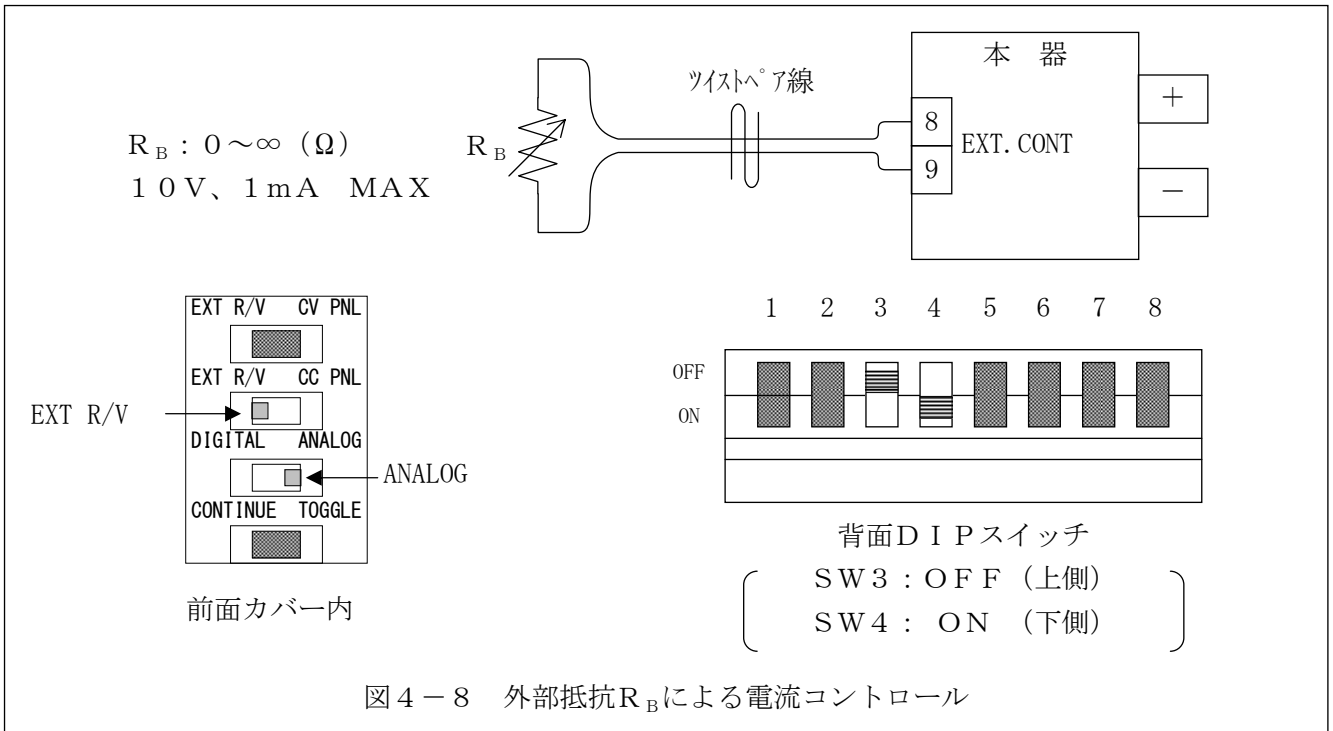 本 器
ツイストペア線
8
9
EXT.CONT
+
−
R_B:0~∞(Ω)
10V、1mA MAX
R_B
EXT R/V CV PNL
EXT R/V CC PNL
DIGITAL ANALOG
CONTINUE TOGGLE
EXT R/V
ANALOG
前面カバー内
1 2 3 4 5 6 7 8
OFF
ON
背面DIPスイッチ
SW3:OFF(上側)
SW4: ON (下側)
図4-8 外部抵抗R_Bによる電流コントロール